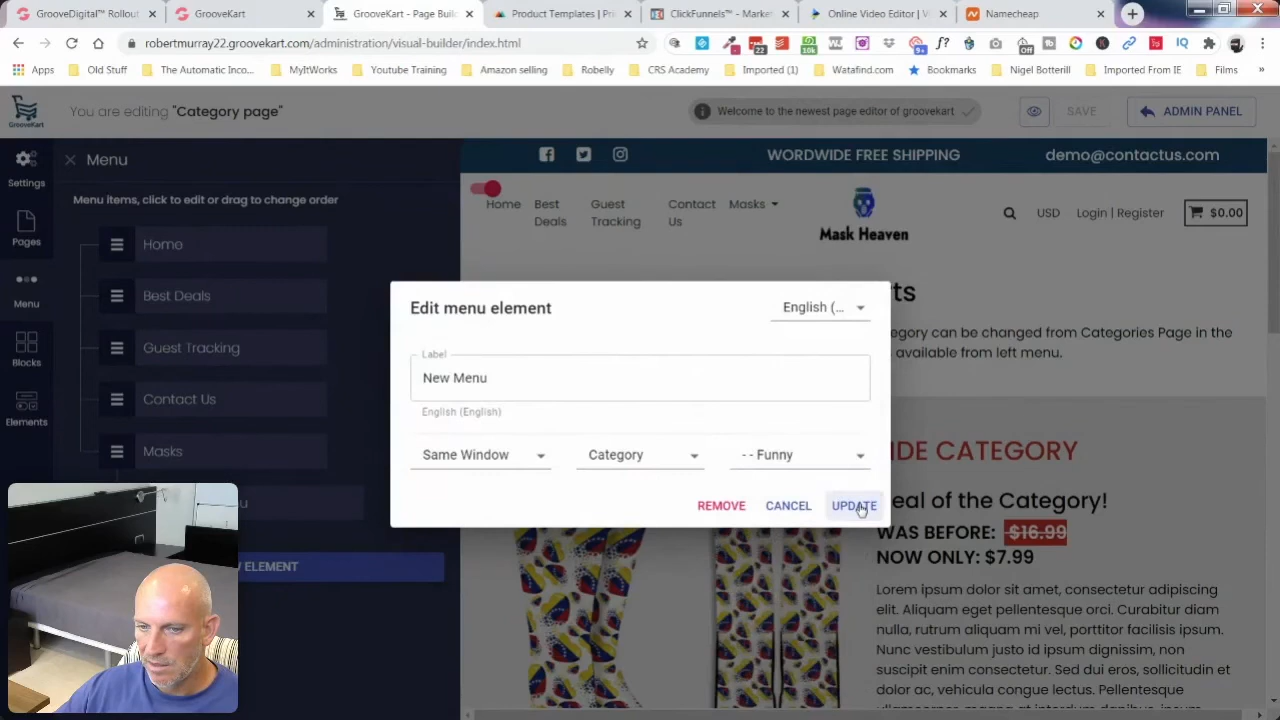 GrooveDigital™ Rollout
GrooveKart
GrooveKart - Page Buil
Product Templates | Pri
ClickFunnels™ - Market
Online Video Editor | V
Namecheap
robertmurray2.groovekart.com/administration/visual-builder/index.html
22
10k
Off
IQ
Apps
Old Stuff
The Automatic Inco...
MyItWorks
Youtube Training
Amazon selling
Robelly
CRS Academy
Imported (1)
Watafind.com
Bookmarks
Nigel Botterill
Imported From IE
Films
GROOVEKART
You are editing "Category page"
Welcome to the newest page editor of groovekart
SAVE
ADMIN PANEL
Settings
Pages
Menu
Blocks
Elements
Menu
Menu items, click to edit or drag to change order
Home
Best Deals
Guest Tracking
Contact Us
Masks
u
W ELEMENT
WORDWIDE FREE SHIPPING
demo@contactus.com
Home
Best Deals
Guest Tracking
Contact Us
Masks
Mask Heaven
USD
Login | Register
$0.00
rts
egory can be changed from Categories Page in the
available from left menu.
IDE CATEGORY
eal of the Category!
WAS BEFORE: $16.99
NOW ONLY: $7.99
Lorem ipsum dolor sit amet, consectetur adipiscing
elit. Aliquam eget pellentesque orci. Curabitur diam
nulla, rutrum aliquam mi vel, porttitor facilisis ipsum.
Nunc vestibulum justo id ipsum dignissim, non
suscipit enim consectetur. Sed dui eros, sollicitudin et
dolor ac, vehicula congue lectus. Pellentesque
Edit menu element
English (...
Label
New Menu
English (English)
Same Window
Category
- - Funny
REMOVE
CANCEL
UPDATE